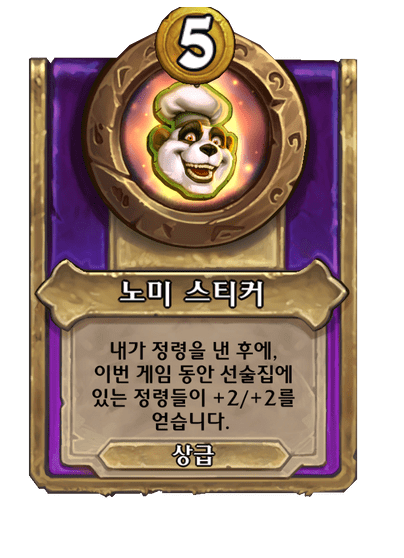 5
노미 스티커
내가 정령을 낸 후에,
이번 게임 동안 선술집에
있는 정령들이 +2/+2를
얻습니다.
상급